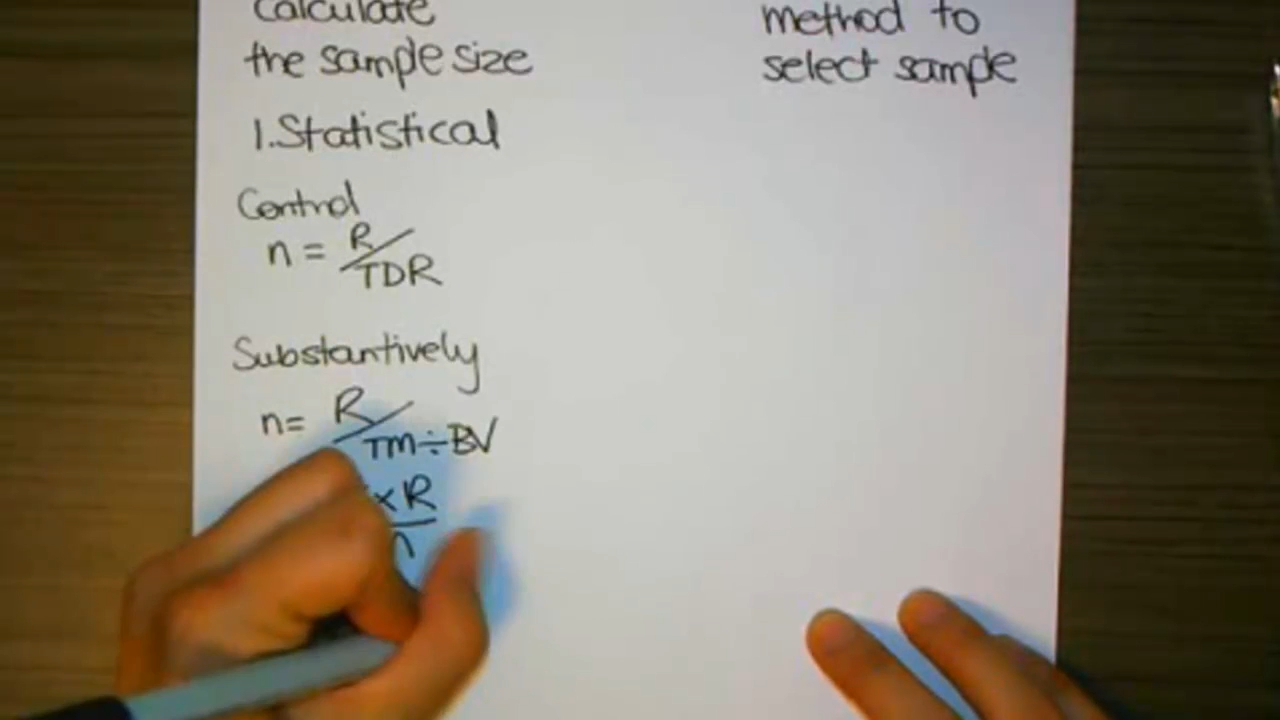 calculate
the sample size
1.Statistical
Control
n = R/TDR
Substantively
n= R/TM÷BV
× R
n
method to
select sample